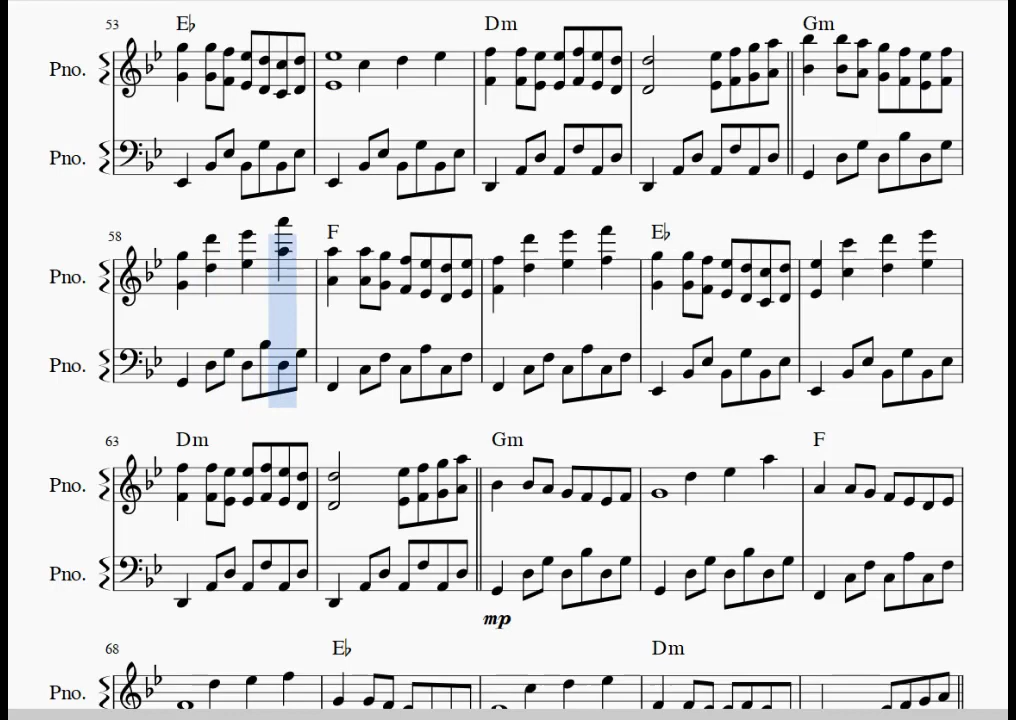 53 E♭ Dm Gm
Pno.
Pno.
58 F E♭
Pno.
Pno.
63 Dm Gm F
Pno.
Pno.
mp
68 E♭ Dm
Pno.